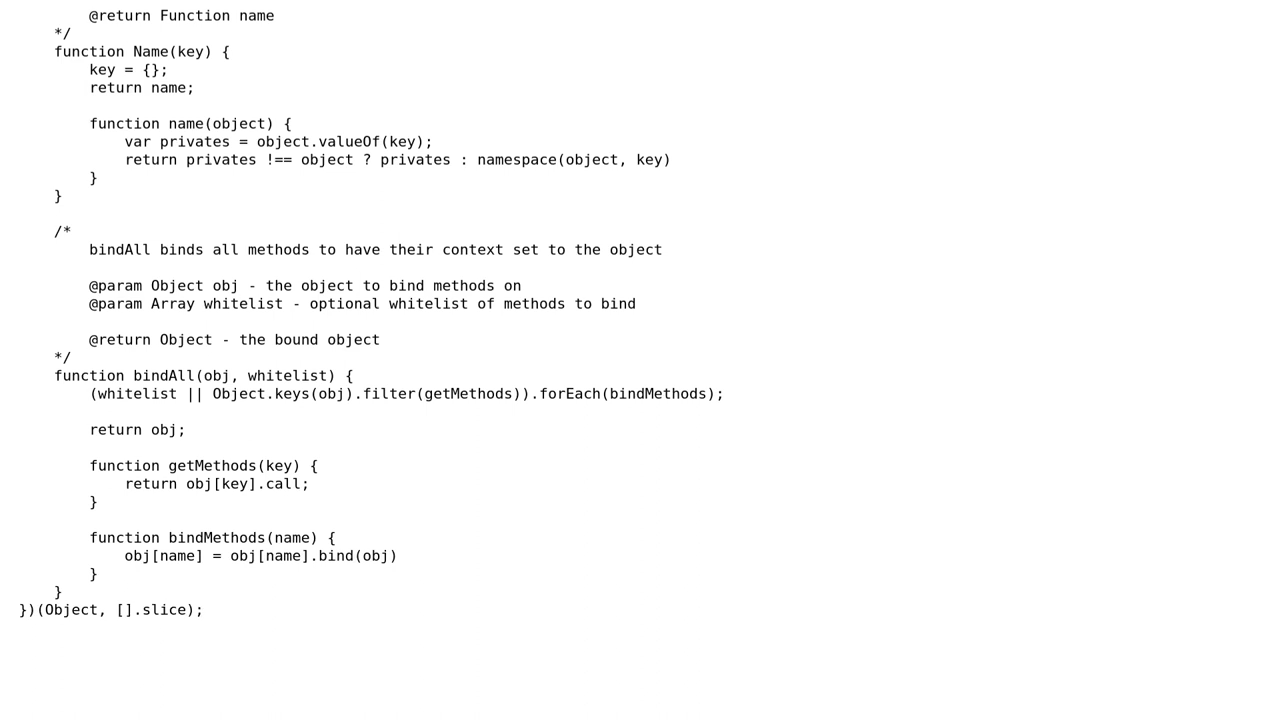 @return Function name
    */
    function Name(key) {
        key = {};
        return name;

        function name(object) {
            var privates = object.valueOf(key);
            return privates !== object ? privates : namespace(object, key)
        }
    }

    /*
        bindAll binds all methods to have their context set to the object

        @param Object obj - the object to bind methods on
        @param Array whitelist - optional whitelist of methods to bind

        @return Object - the bound object
    */
    function bindAll(obj, whitelist) {
        (whitelist || Object.keys(obj).filter(getMethods)).forEach(bindMethods);

        return obj;

        function getMethods(key) {
            return obj[key].call;
        }

        function bindMethods(name) {
            obj[name] = obj[name].bind(obj)
        }
    }
})(Object, [].slice);